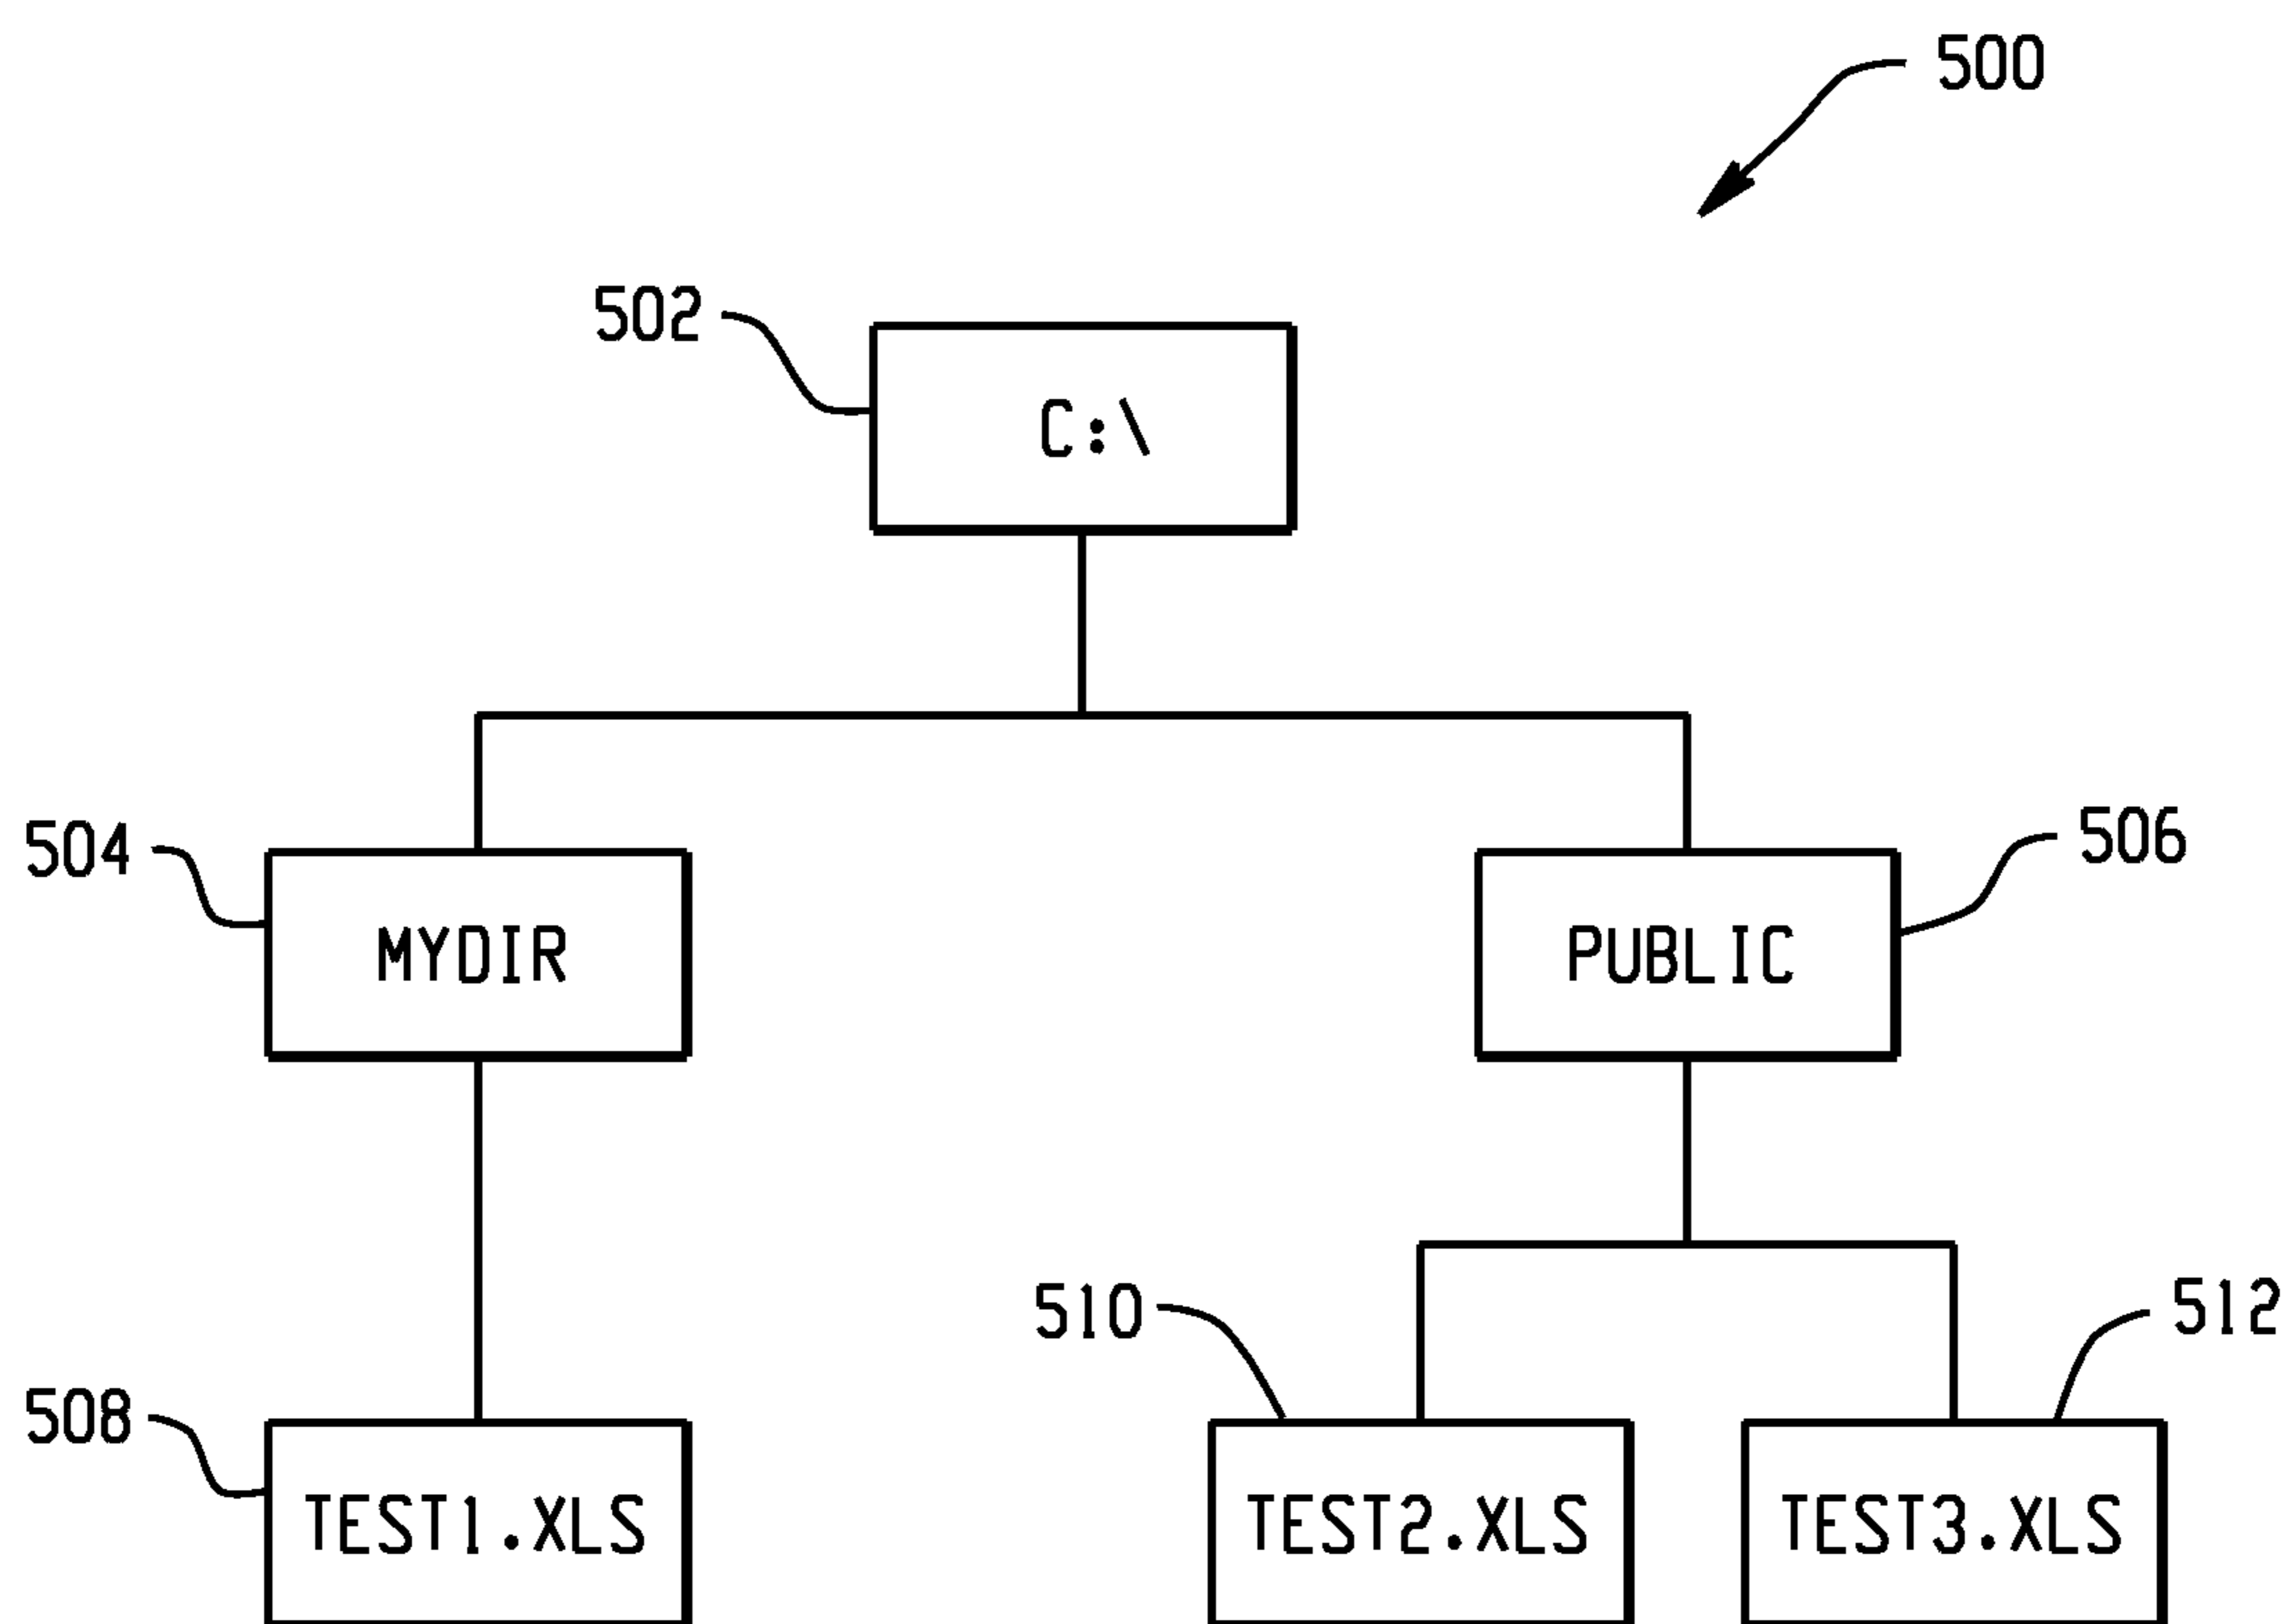 500
502
C:\
504
506
MYDIR
PUBLIC
510
512
508
TEST1.XLS
TEST2.XLS
TEST3.XLS